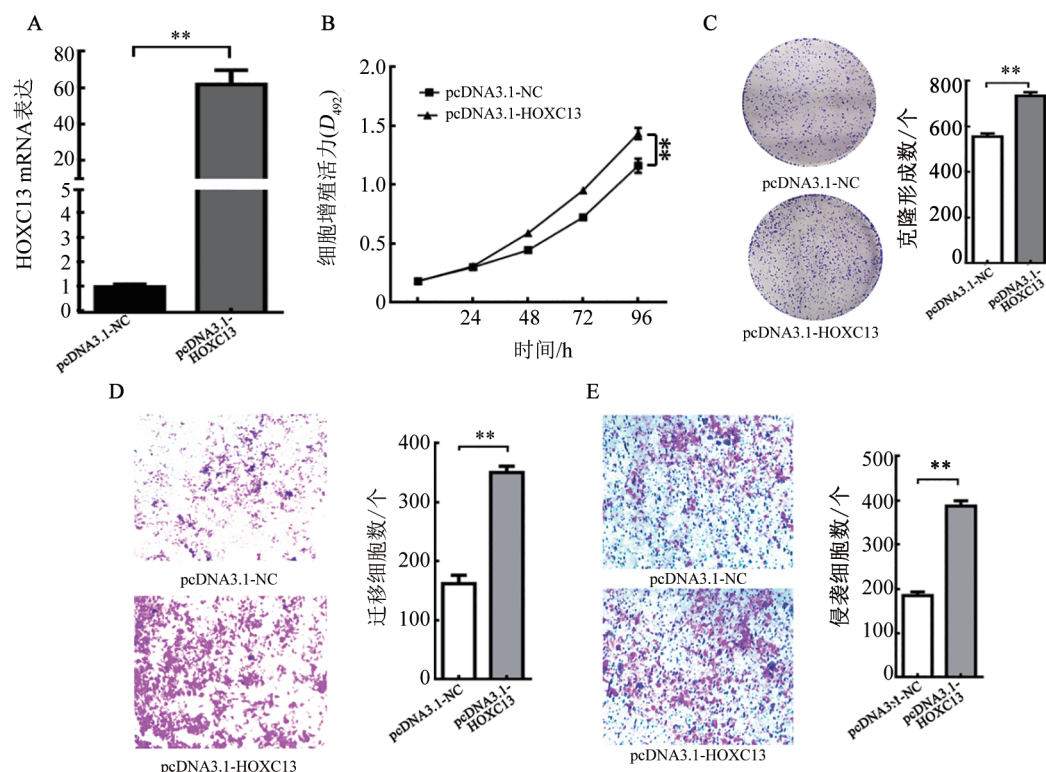 A
**
HOXC13 mRNA表达
80
60
40
20
5
4
3
2
1
0
pcDNA3.1-NC
pcDNA3.1-
HOXC13
B
细胞增殖活力(D492)
2.0
1.5
1.0
0.5
0
pcDNA3.1-NC
pcDNA3.1-HOXC13
**
24 48 72 96
时间/h
C
pcDNA3.1-NC
pcDNA3.1-HOXC13
**
克隆形成数/个
800
600
400
200
0
pcDNA3.1-NC
pcDNA3.1-
HOXC13
D
pcDNA3.1-NC
pcDNA3.1-HOXC13
**
迁移细胞数/个
400
300
200
100
0
pcDNA3.1-NC
pcDNA3.1-
HOXC13
E
pcDNA3.1-NC
pcDNA3.1-HOXC13
**
侵袭细胞数/个
500
400
200
100
0
pcDNA3:1-NC
pcDNA3.1-
HOXC13